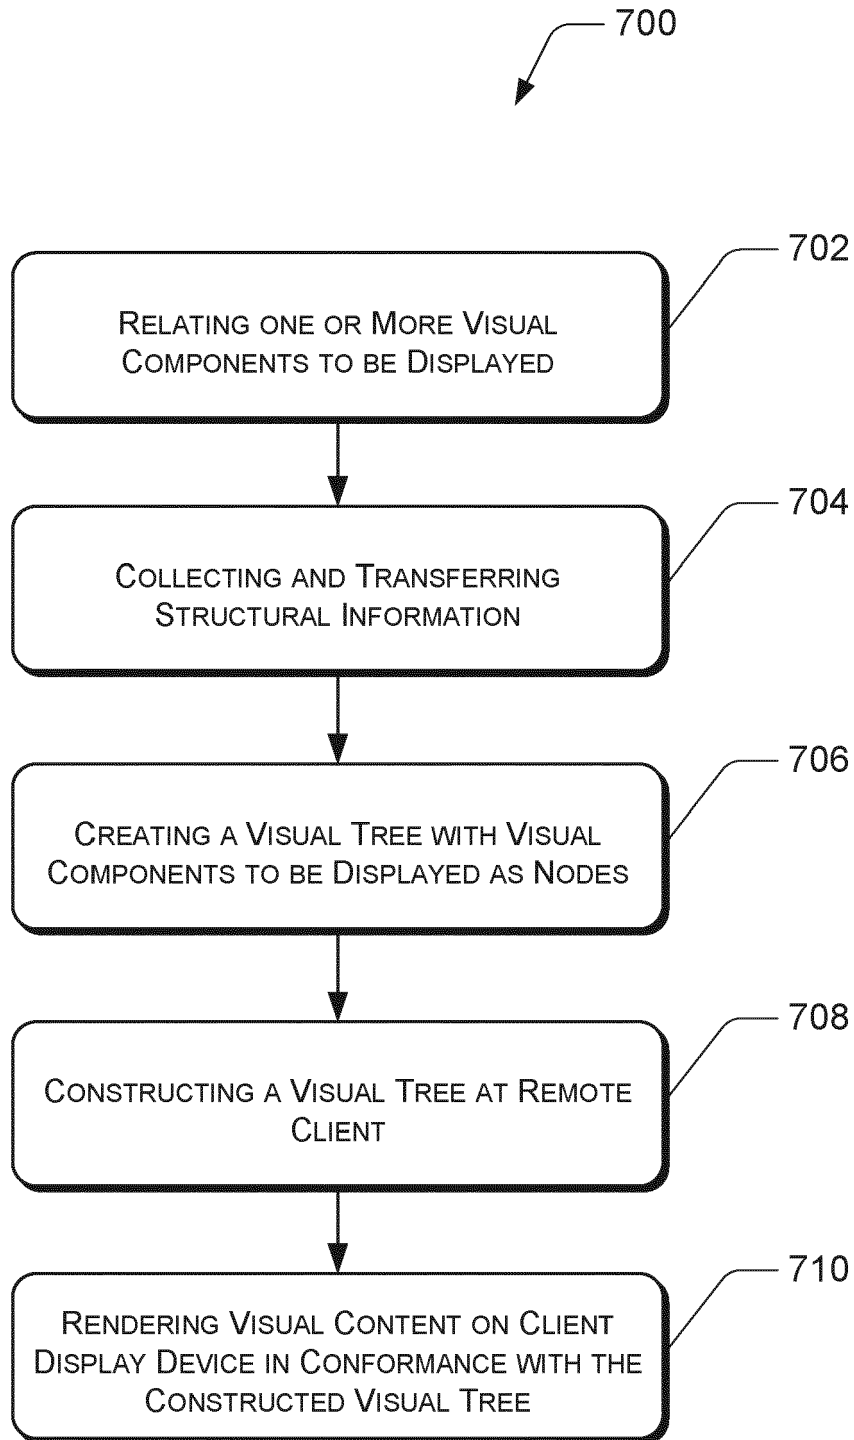 700
702
RELATING ONE OR MORE VISUAL
COMPONENTS TO BE DISPLAYED
704
COLLECTING AND TRANSFERRING
STRUCTURAL INFORMATION
706
CREATING A VISUAL TREE WITH VISUAL
COMPONENTS TO BE DISPLAYED AS NODES
708
CONSTRUCTING A VISUAL TREE AT REMOTE
CLIENT
710
RENDERING VISUAL CONTENT ON CLIENT
DISPLAY DEVICE IN CONFORMANCE WITH THE
CONSTRUCTED VISUAL TREE